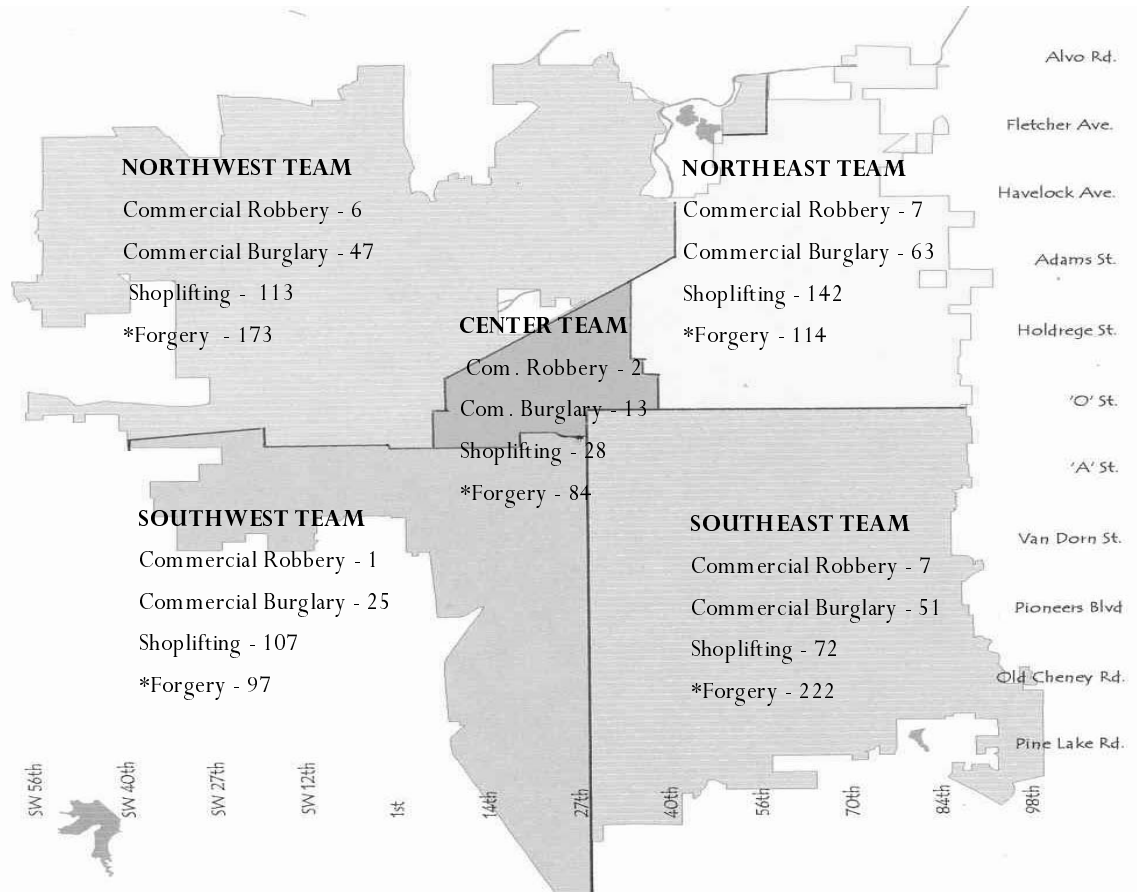 NORTHWEST TEAM
Commercial Robbery - 6
Commercial Burglary - 47
Shoplifting - 113
*Forgery - 173
NORTHEAST TEAM
Commercial Robbery - 7
Commercial Burglary - 63
Shoplifting - 142
*Forgery - 114
CENTER TEAM
Com. Robbery - 2
Com. Burglary - 13
Shoplifting - 28
*Forgery - 84
SOUTHWEST TEAM
Commercial Robbery - 1
Commercial Burglary - 25
Shoplifting - 107
*Forgery - 97
SOUTHEAST TEAM
Commercial Robbery - 7
Commercial Burglary - 51
Shoplifting - 72
*Forgery - 222
Alvo Rd.
Fletcher Ave.
Havelock Ave.
Adams St.
Holdrege St.
'O' St.
'A' St.
Van Dorn St.
Pioneers Blvd
Old Cheney Rd.
Pine Lake Rd.
SW 56th
SW 40th
SW 27th
SW 12th
1st
14th
27th
40th
56th
70th
84th
98th